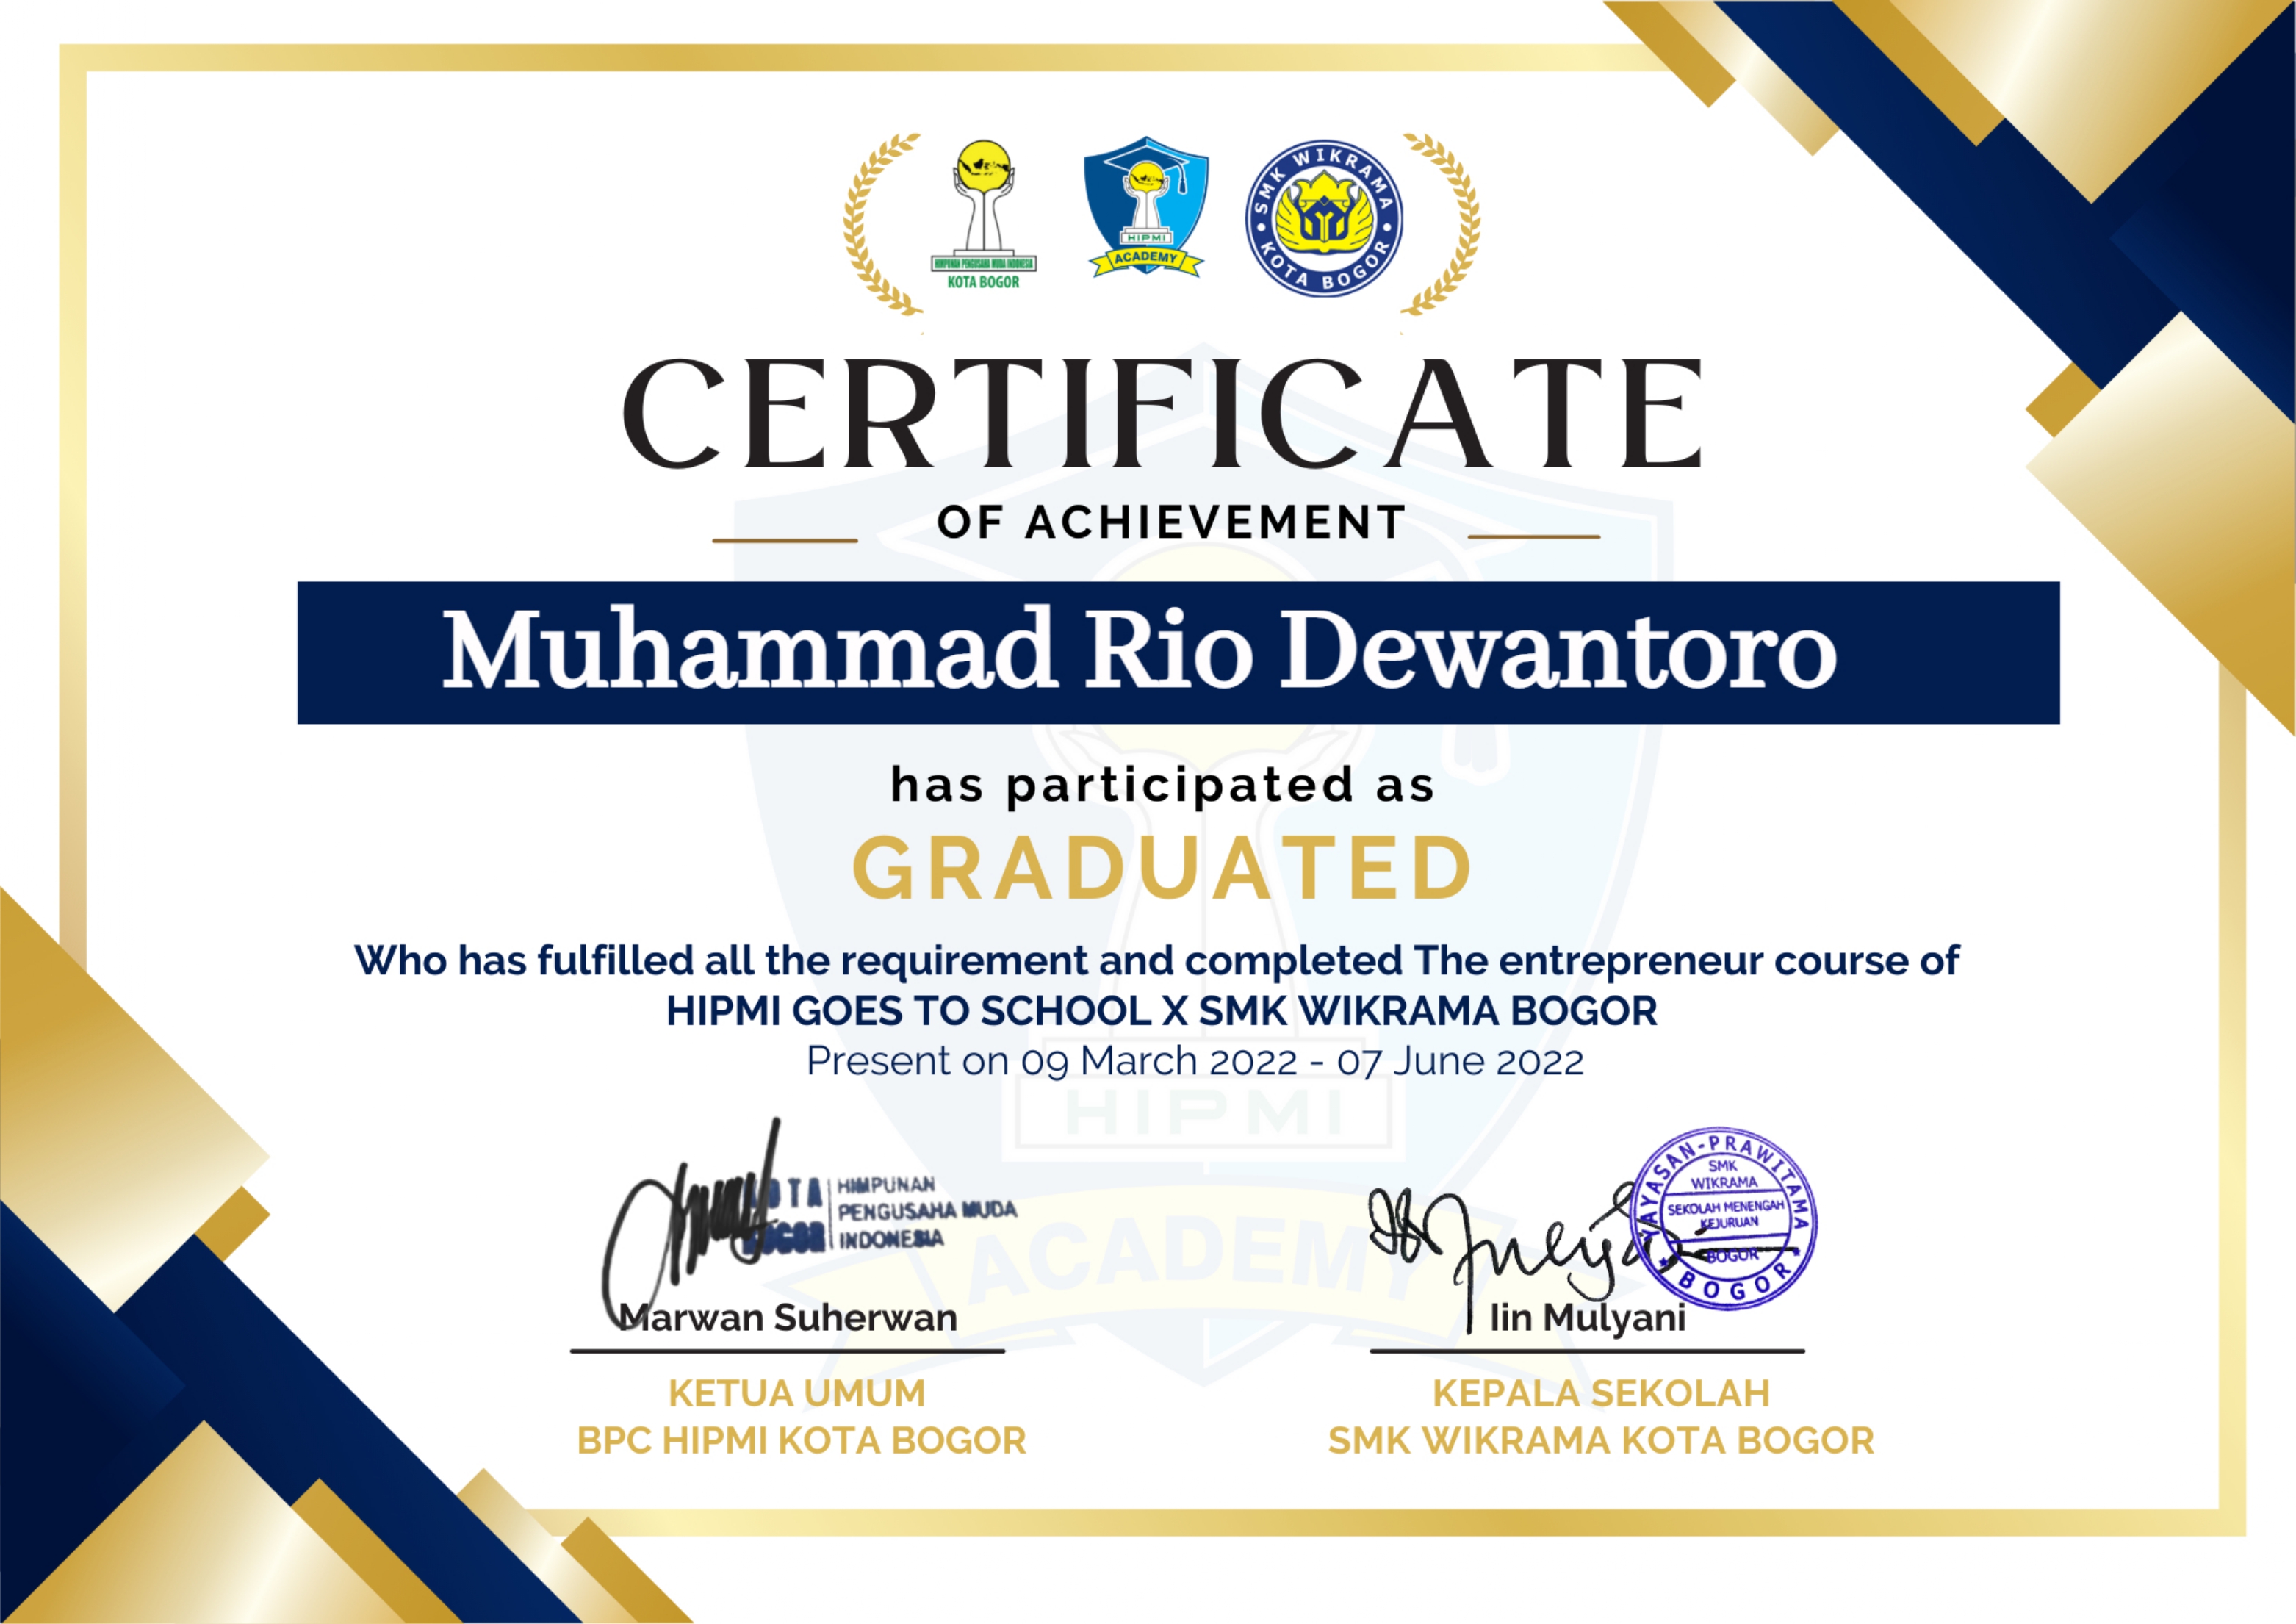 HIMPUNAN PENGUSAHA MUDA INDONESIA
KOTA BOGOR
HIPMI
ACADEMY
SMK WIKRAMA
KOTA BOGOR
CERTIFICATE
OF ACHIEVEMENT
Muhammad Rio Dewantoro
has participated as
GRADUATED
Who has fulfilled all the requirement and completed The entrepreneur course of
HIPMI GOES TO SCHOOL X SMK WIKRAMA BOGOR
Present on 09 March 2022 - 07 June 2022
HIPMI
ACADEMY
KOTA
BOGOR
HIMPUNAN
PENGUSAHA MUDA
INDONESIA
Marwan Suherwan
KETUA UMUM
BPC HIPMI KOTA BOGOR
YAYASAN-PRAWITAMA
SMK
WIKRAMA
SEKOLAH MENENGAH
KEJURUAN
BOGOR
BOGOR
Iin Mulyani
KEPALA SEKOLAH
SMK WIKRAMA KOTA BOGOR